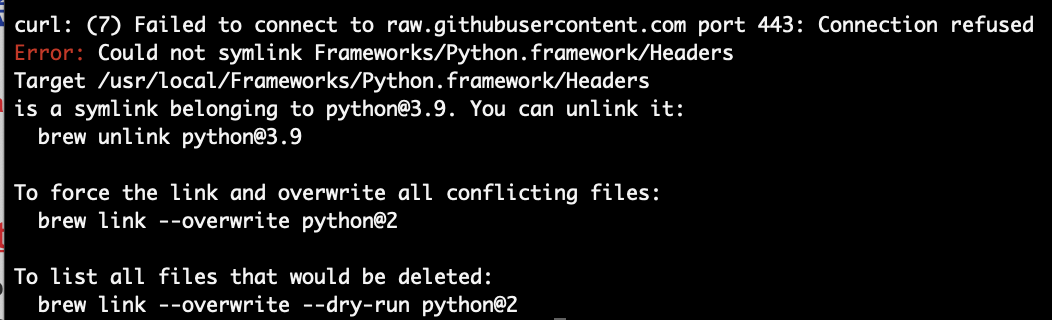 curl: (7) Failed to connect to raw.githubusercontent.com port 443: Connection refused
Error: Could not symlink Frameworks/Python.framework/Headers
Target /usr/local/Frameworks/Python.framework/Headers
is a symlink belonging to python@3.9. You can unlink it:
  brew unlink python@3.9

To force the link and overwrite all conflicting files:
  brew link --overwrite python@2

To list all files that would be deleted:
  brew link --overwrite --dry-run python@2